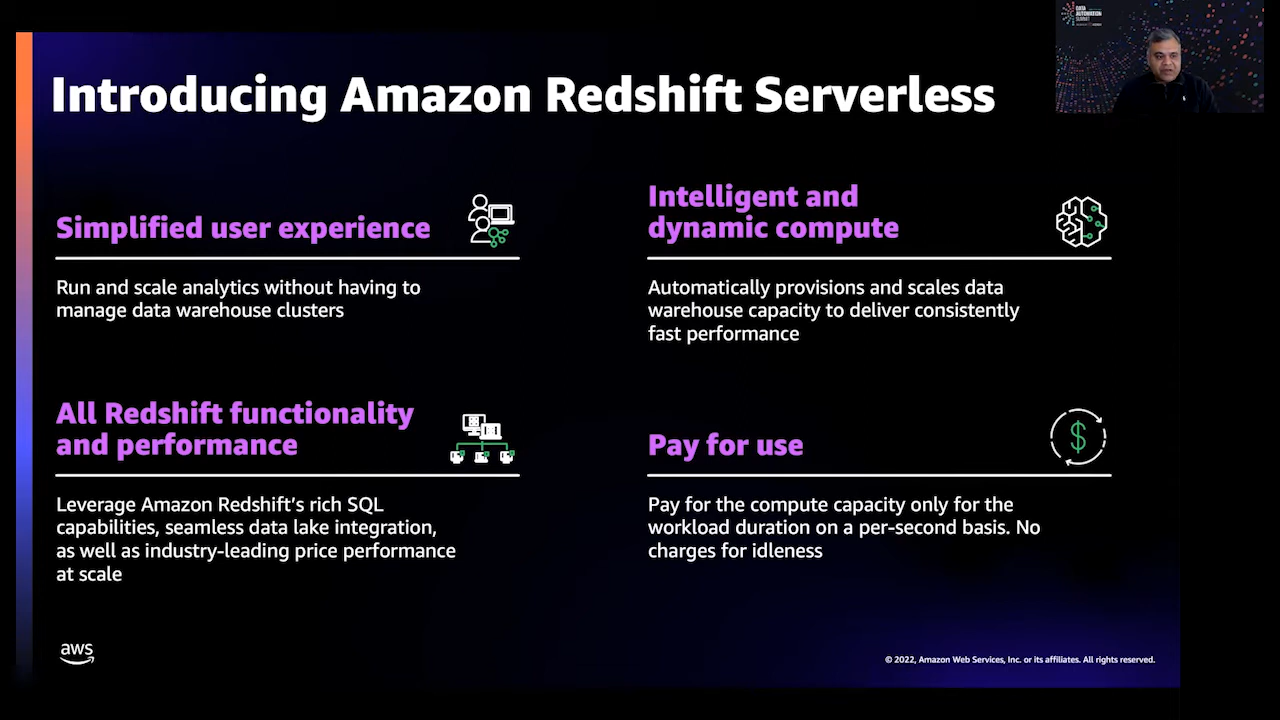 Introducing Amazon Redshift Serverless
DATA
AUTOMATION
SUMMIT
Simplified user experience
Run and scale analytics without having to
manage data warehouse clusters
Intelligent and
dynamic compute
Automatically provisions and scales data
warehouse capacity to deliver consistently
fast performance
All Redshift functionality
and performance
Leverage Amazon Redshift's rich SQL
capabilities, seamless data lake integration,
as well as industry-leading price performance
at scale
Pay for use
$
Pay for the compute capacity only for the
workload duration on a per-second basis. No
charges for idleness
aws
© 2022, Amazon Web Services, Inc. or its affiliates. All rights reserved.